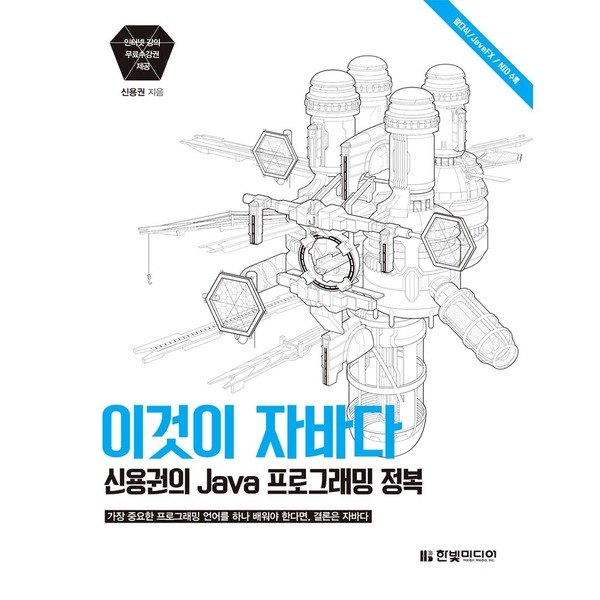 인터넷 강의
무료수강권
제공
신용권 지음
람다식 / JavaFX / NIO 수록
이것이 자바다
신용권의 Java 프로그래밍 정복
가장 중요한 프로그래밍 언어를 하나 배워야 한다면, 결론은 자바다
한빛미디어
Hanbit Media, Inc.